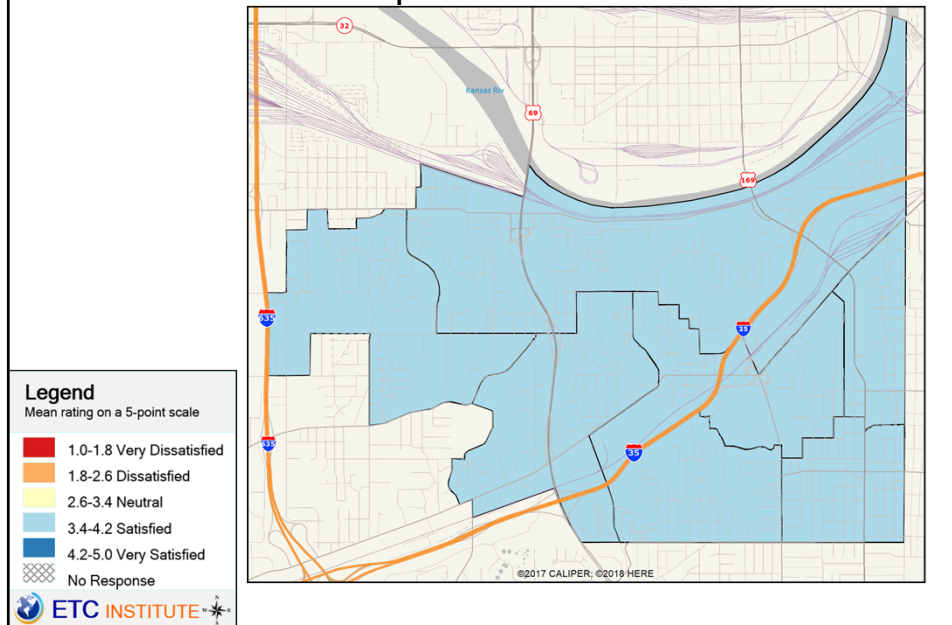 32
Kansas Riv
69
169
635
35
635
35
Legend
Mean rating on a 5-point scale
1.0-1.8 Very Dissatisfied
1.8-2.6 Dissatisfied
2.6-3.4 Neutral
3.4-4.2 Satisfied
4.2-5.0 Very Satisfied
No Response
ETC INSTITUTE
©2017 CALIPER; ©2018 HERE